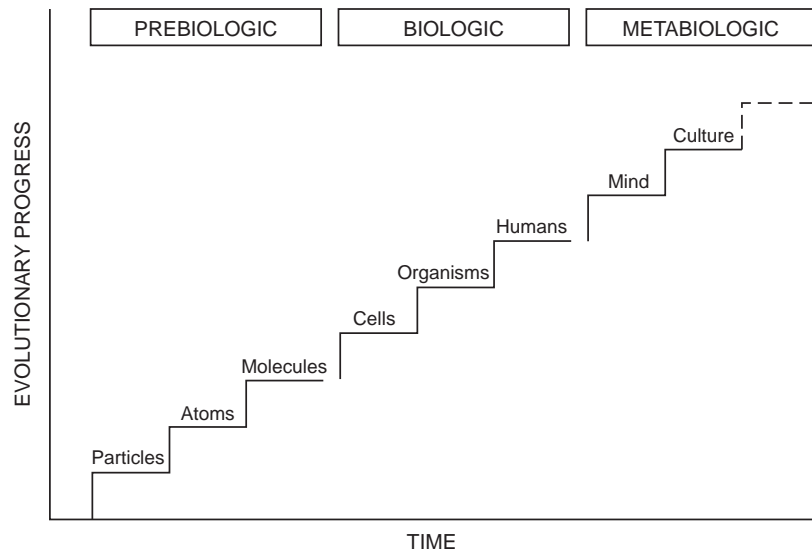 PREBIOLOGIC
BIOLOGIC
METABIOLOGIC
Culture
Mind
Humans
Organisms
Cells
Molecules
Atoms
Particles
EVOLUTIONARY PROGRESS
TIME